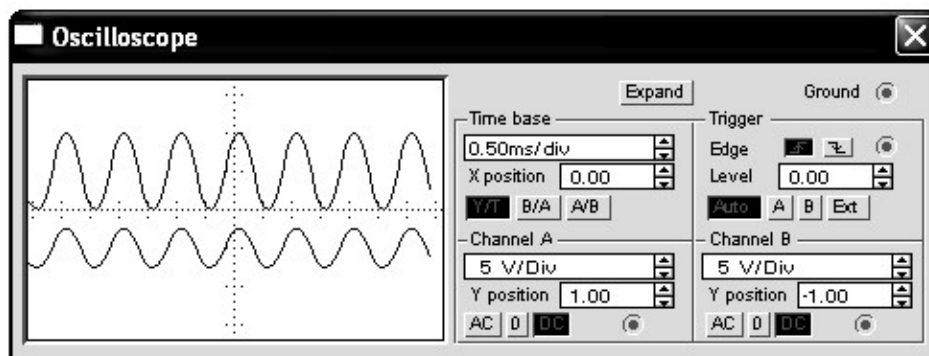 Oscilloscope
Expand
Ground
Time base
0.50ms/div
X position 0.00
Y/T B/A A/B
Trigger
Edge
Level 0.00
Auto A B Ext
Channel A
5 V/Div
Y position 1.00
AC 0 DC
Channel B
5 V/Div
Y position -1.00
AC 0 DC